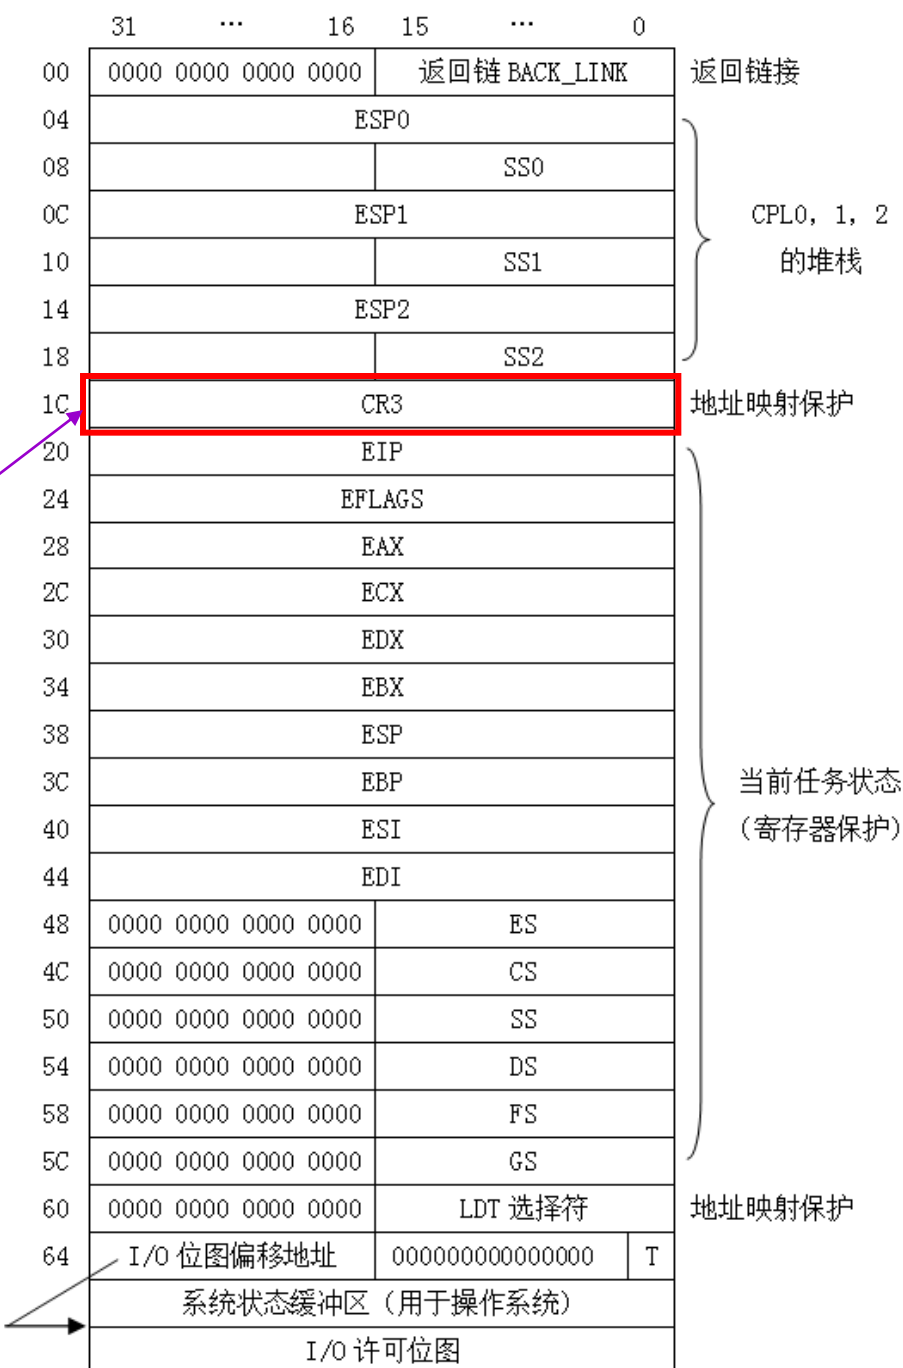 31 … 16 15 … 0
00 0000 0000 0000 0000 返回链 BACK_LINK 返回链接
04 ESP0
08 SS0
0C ESP1 CPL0, 1, 2
10 SS1 的堆栈
14 ESP2
18 SS2
1C CR3 地址映射保护
20 EIP
24 EFLAGS
28 EAX
2C ECX
30 EDX
34 EBX
38 ESP
3C EBP 当前任务状态
40 ESI (寄存器保护)
44 EDI
48 0000 0000 0000 0000 ES
4C 0000 0000 0000 0000 CS
50 0000 0000 0000 0000 SS
54 0000 0000 0000 0000 DS
58 0000 0000 0000 0000 FS
5C 0000 0000 0000 0000 GS
60 0000 0000 0000 0000 LDT 选择符 地址映射保护
64 I/O 位图偏移地址 000000000000000 T
系统状态缓冲区（用于操作系统）
I/O 许可位图